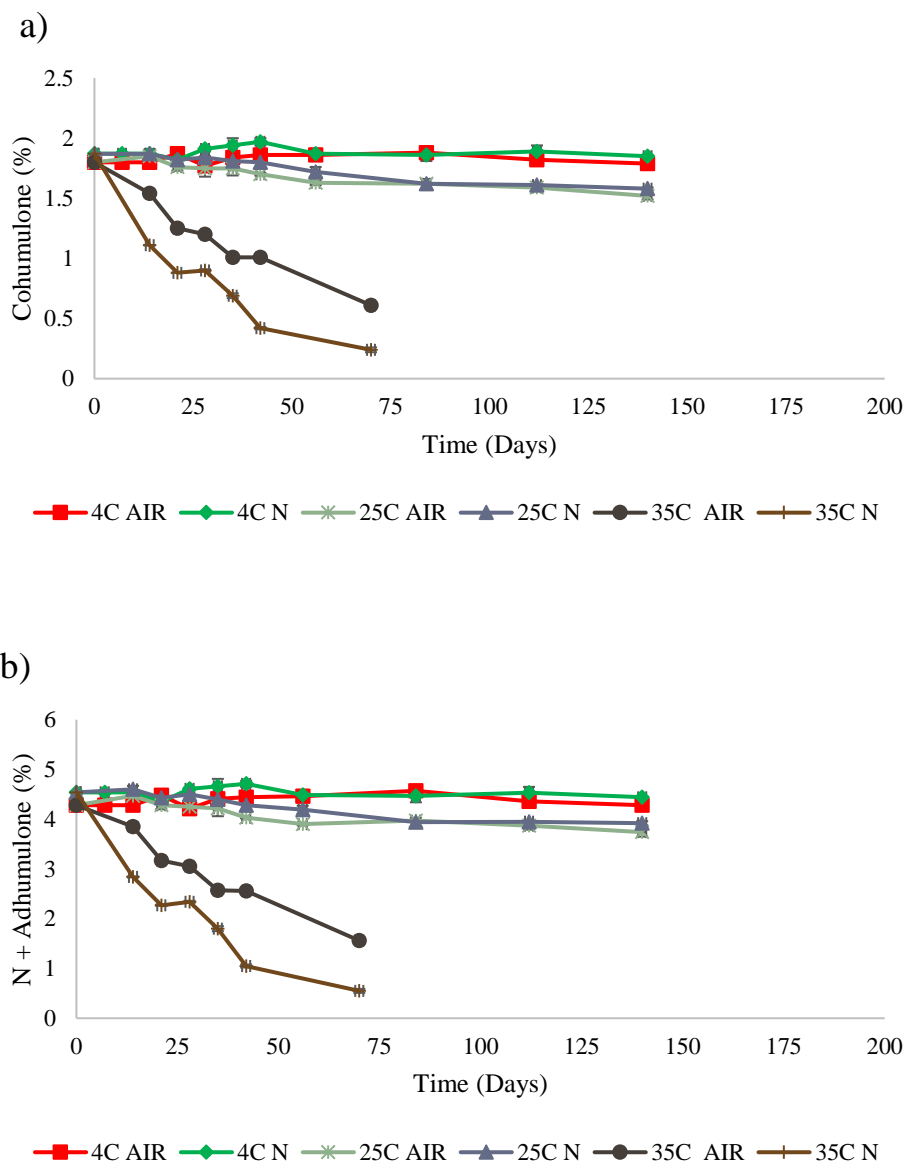 a)
2.5
2
1.5
1
0.5
0
Cohumulone (%)
0 25 50 75 100 125 150 175 200
Time (Days)
4C AIR 4C N 25C AIR 25C N 35C  AIR 35C N
b)
6
5
4
3
2
1
0
N + Adhumulone (%)
0 25 50 75 100 125 150 175 200
Time (Days)
4C AIR 4C N 25C AIR 25C N 35C  AIR 35C N